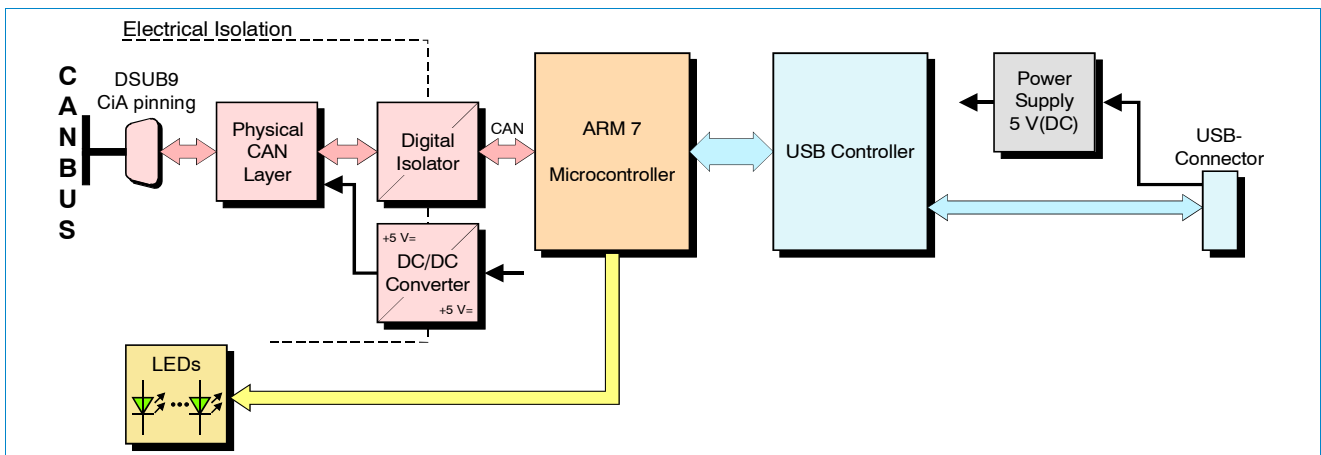 Electrical Isolation
C
A
N
B
U
S
DSUB9
CiA pinning
Physical
CAN
Layer
Digital
Isolator
CAN
ARM 7
Microcontroller
USB Controller
Power
Supply
5 V(DC)
USB-
Connector
+5 V=
DC/DC
Converter
+5 V=
LEDs